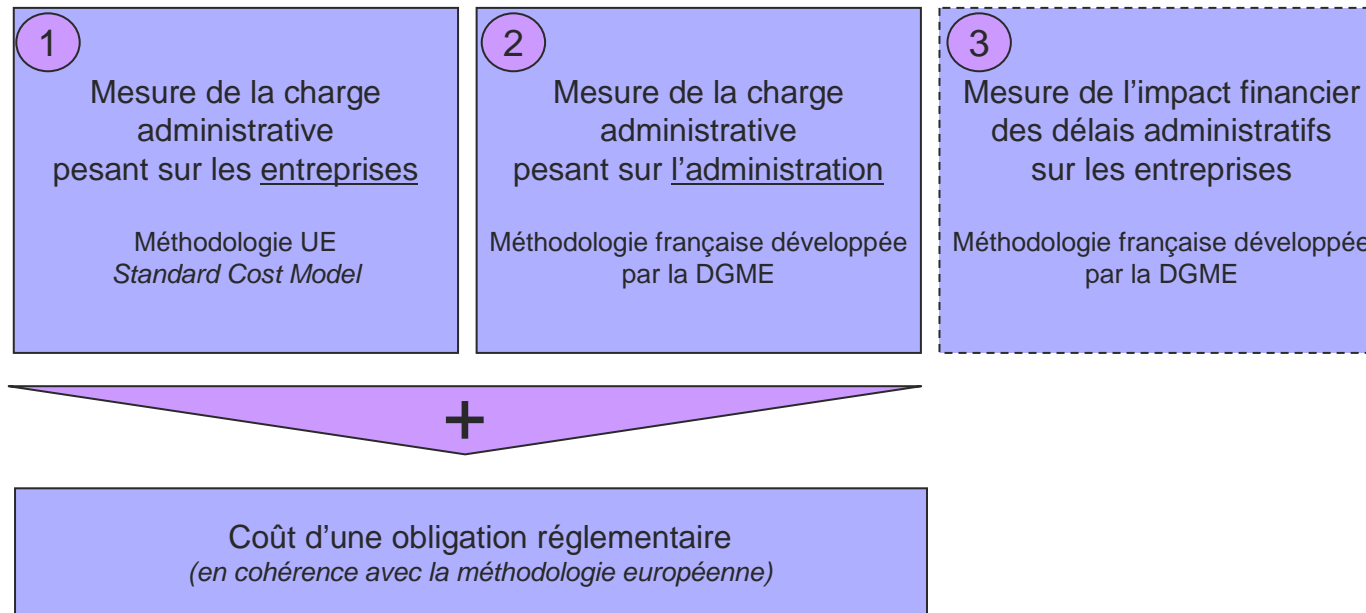 1
Mesure de la charge
administrative
pesant sur les entreprises
Méthodologie UE
Standard Cost Model
2
Mesure de la charge
administrative
pesant sur l’administration
Méthodologie française développée
par la DGME
3
Mesure de l’impact financier
des délais administratifs
sur les entreprises
Méthodologie française développée
par la DGME
+
Coût d’une obligation réglementaire
(en cohérence avec la méthodologie européenne)